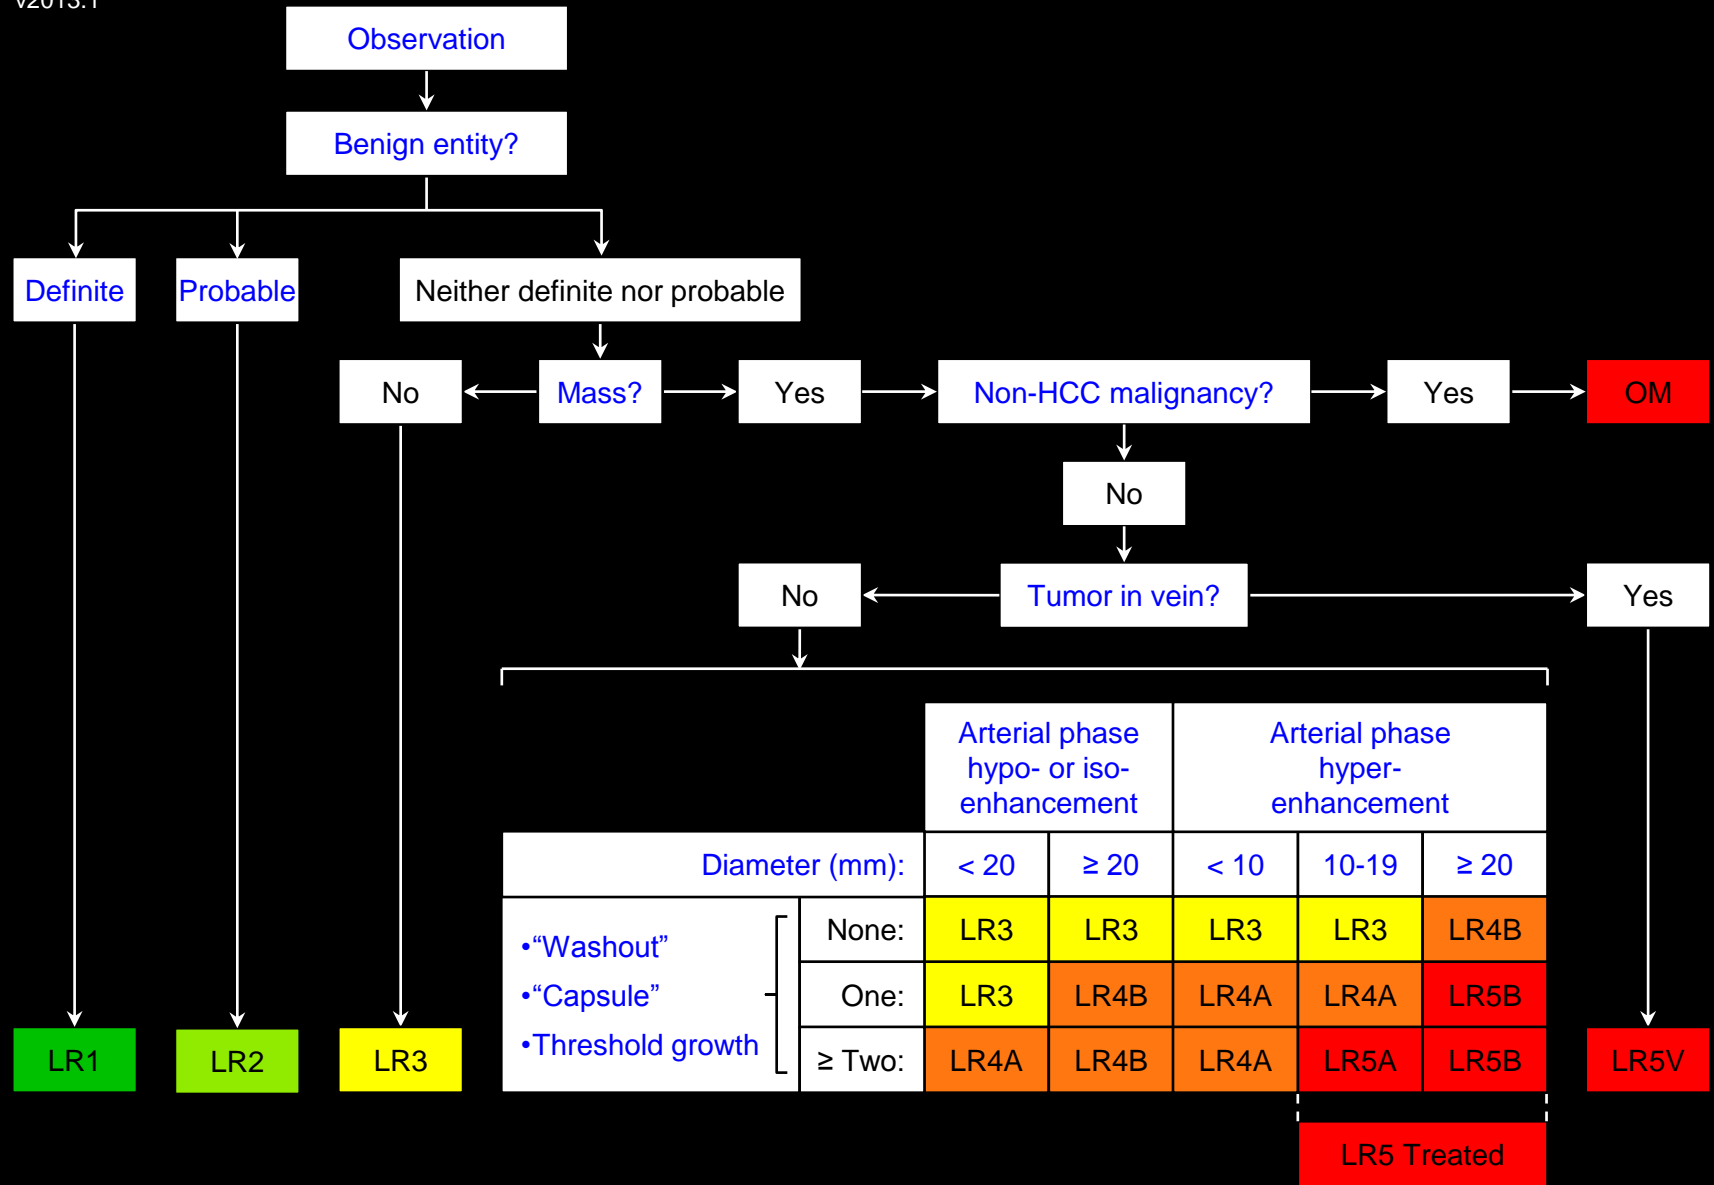 v2013.1
Observation
Benign entity?
Definite
Probable
Neither definite nor probable
No
Mass?
Yes
Non-HCC malignancy?
Yes
OM
No
No
Tumor in vein?
Yes
Arterial phase
hypo- or iso-
enhancement
Arterial phase
hyper-
enhancement
Diameter (mm): < 20 ≥ 20 < 10 10-19 ≥ 20
•“Washout”
•“Capsule”
•Threshold growth
None: LR3 LR3 LR3 LR3 LR4B
One: LR3 LR4B LR4A LR4A LR5B
≥ Two: LR4A LR4B LR4A LR5A LR5B
LR1
LR2
LR3
LR5V
LR5 Treated